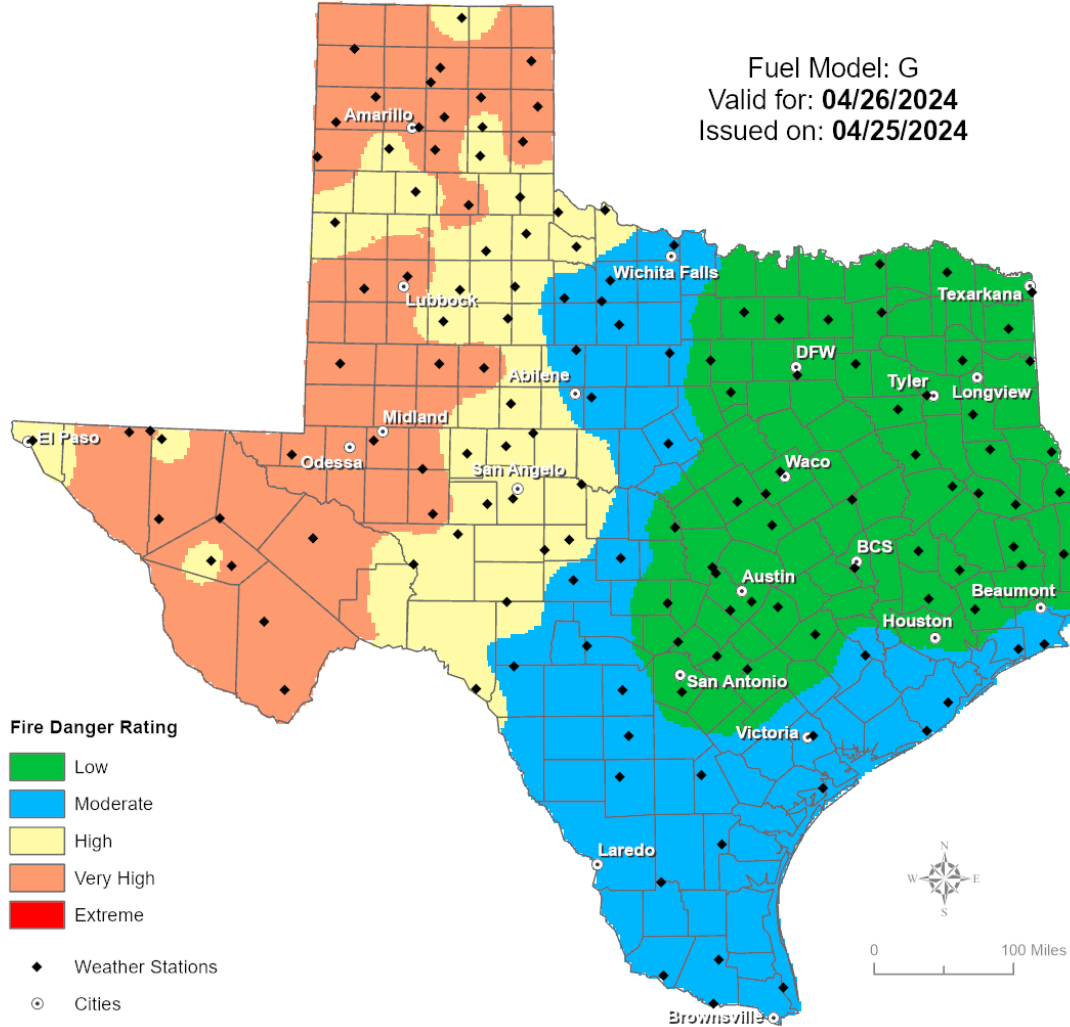 Fuel Model: G
Valid for: 04/26/2024
Issued on: 04/25/2024
Amarillo
Wichita Falls
Lubbock
Texarkana
DFW
Abilene
Tyler
Longview
Midland
El Paso
Odessa
San Angelo
Waco
BCS
Austin
Beaumont
Houston
San Antonio
Victoria
Fire Danger Rating
Low
Moderate
High
Very High
Extreme
Weather Stations
Cities
Laredo
Brownsville
N
W E
S
0 100 Miles